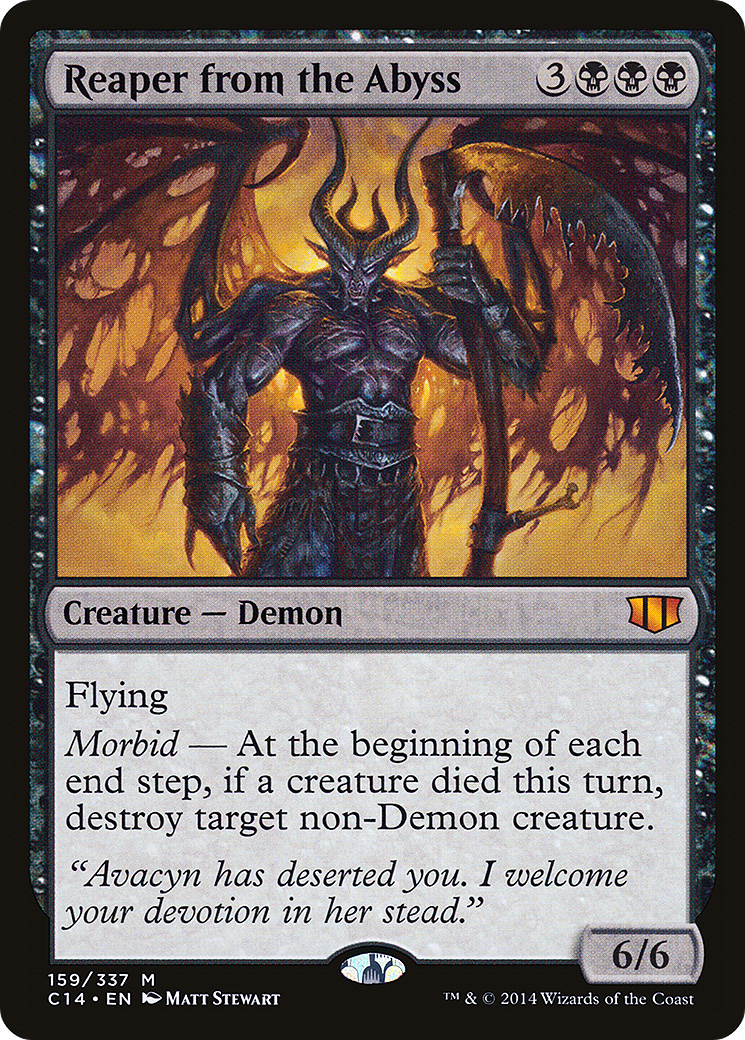 Reaper from the Abyss 3
Creature — Demon
Flying
Morbid — At the beginning of each
end step, if a creature died this turn,
destroy target non-Demon creature.
“Avacyn has deserted you. I welcome
your devotion in her stead.”
6/6
159/337 M
C14 • EN Matt Stewart
™ & © 2014 Wizards of the Coast